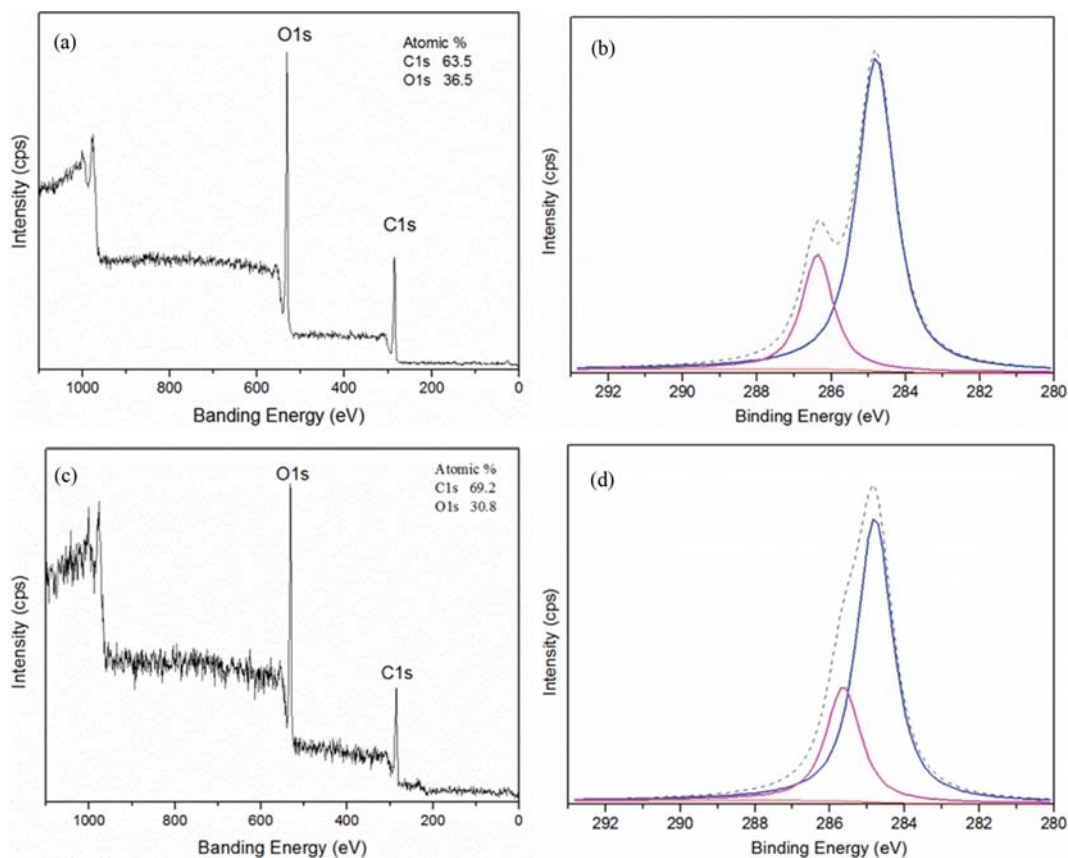 (a)
O1s
Atomic %
C1s 63.5
O1s 36.5
C1s
Intensity (cps)
1000 800 600 400 200 0
Banding Energy (eV)
(b)
Intensity (cps)
292 290 288 286 284 282 280
Binding Energy (eV)
(c)
O1s
Atomic %
C1s 69.2
O1s 30.8
C1s
Intensity (cps)
1000 800 600 400 200 0
Banding Energy (eV)
(d)
Intensity (cps)
292 290 288 286 284 282 280
Binding Energy (eV)